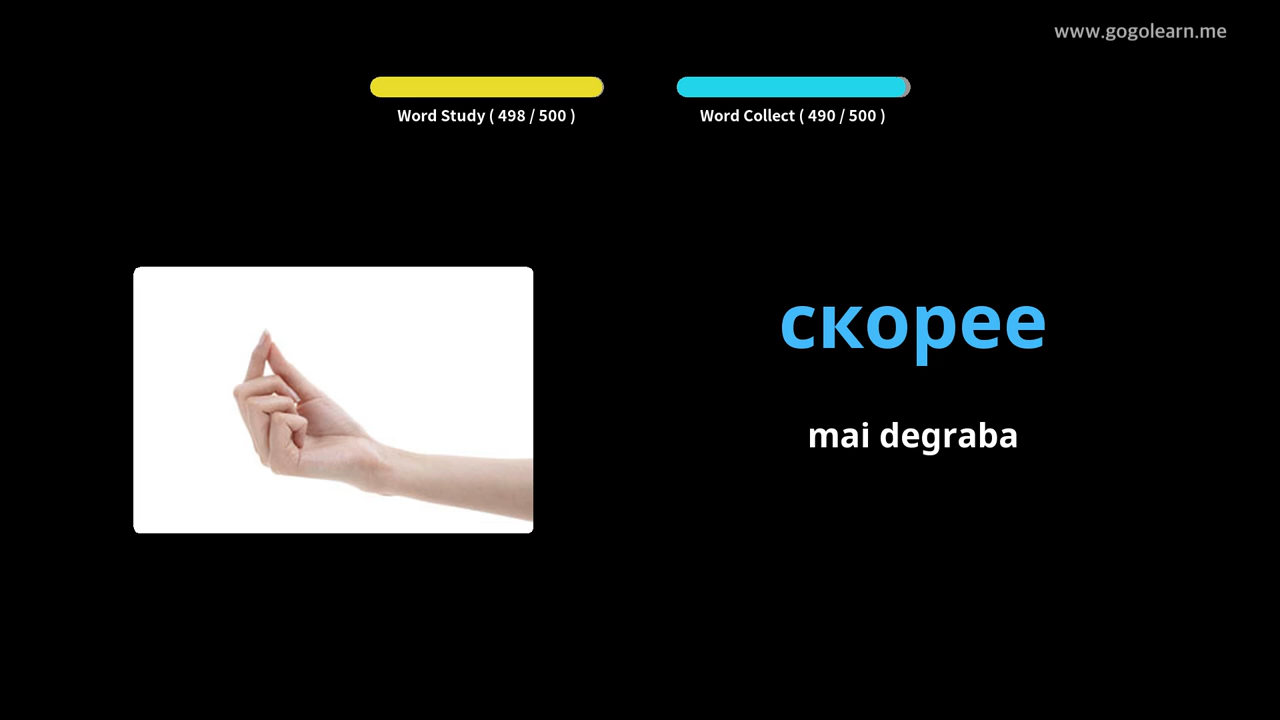 www.gogolearn.me
Word Study ( 498 / 500 )
Word Collect ( 490 / 500 )
скорее
mai degraba